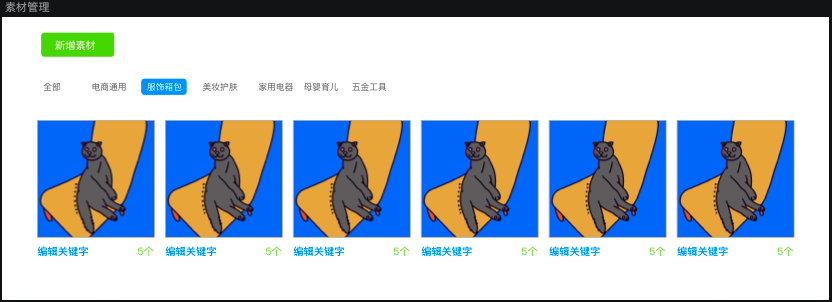 素材管理
新增素材
全部 电商通用 服饰箱包 美妆护肤 家用电器 母婴育儿 五金工具
编辑关键字 5个 编辑关键字 5个 编辑关键字 5个 编辑关键字 5个 编辑关键字 5个 编辑关键字 5个